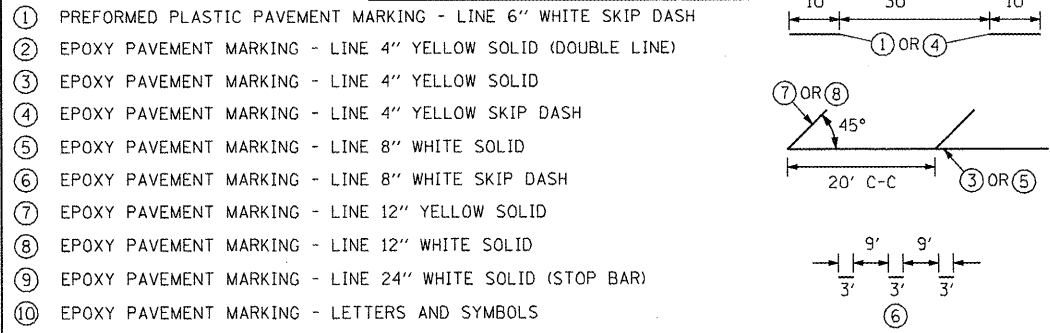 ① PREFORMED PLASTIC PAVEMENT MARKING - LINE 6" WHITE SKIP DASH
② EPOXY PAVEMENT MARKING - LINE 4" YELLOW SOLID (DOUBLE LINE)
③ EPOXY PAVEMENT MARKING - LINE 4" YELLOW SOLID
④ EPOXY PAVEMENT MARKING - LINE 4" YELLOW SKIP DASH
⑤ EPOXY PAVEMENT MARKING - LINE 8" WHITE SOLID
⑥ EPOXY PAVEMENT MARKING - LINE 8" WHITE SKIP DASH
⑦ EPOXY PAVEMENT MARKING - LINE 12" YELLOW SOLID
⑧ EPOXY PAVEMENT MARKING - LINE 12" WHITE SOLID
⑨ EPOXY PAVEMENT MARKING - LINE 24" WHITE SOLID (STOP BAR)
⑩ EPOXY PAVEMENT MARKING - LETTERS AND SYMBOLS
10 30 10
① OR ④
⑦ OR ⑧
45°
20' C-C ③ OR ⑤
9' 9'
3' 3' 3'
⑥